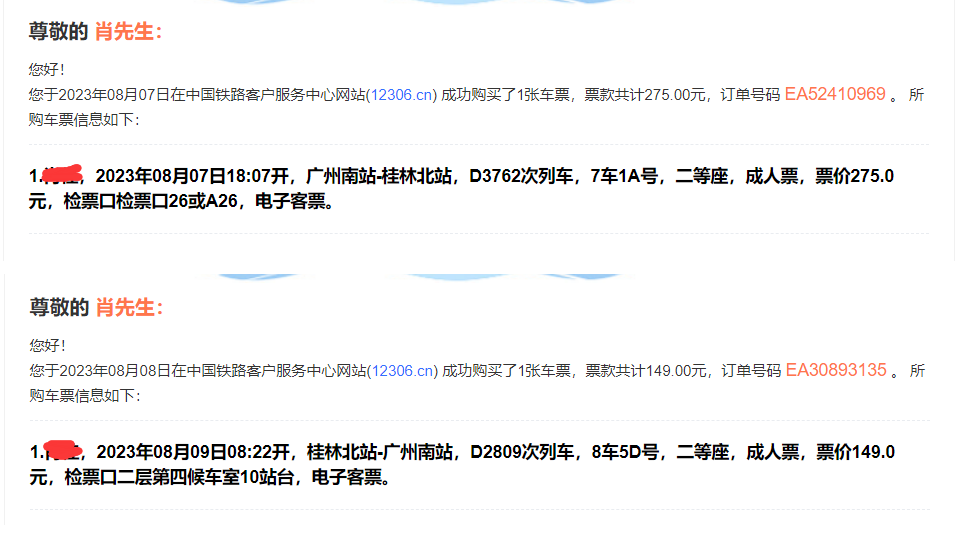 尊敬的 肖先生：
您好！
您于2023年08月07日在中国铁路客户服务中心网站(12306.cn) 成功购买了1张车票，票款共计275.00元，订单号码 EA52410969 。 所
购车票信息如下：
1.，2023年08月07日18:07开，广州南站-桂林北站，D3762次列车，7车1A号，二等座，成人票，票价275.0
元，检票口检票口26或A26，电子客票。
尊敬的 肖先生：
您好！
您于2023年08月08日在中国铁路客户服务中心网站(12306.cn) 成功购买了1张车票，票款共计149.00元，订单号码 EA30893135 。 所
购车票信息如下：
1.，2023年08月09日08:22开，桂林北站-广州南站，D2809次列车，8车5D号，二等座，成人票，票价149.0
元，检票口二层第四候车室10站台，电子客票。